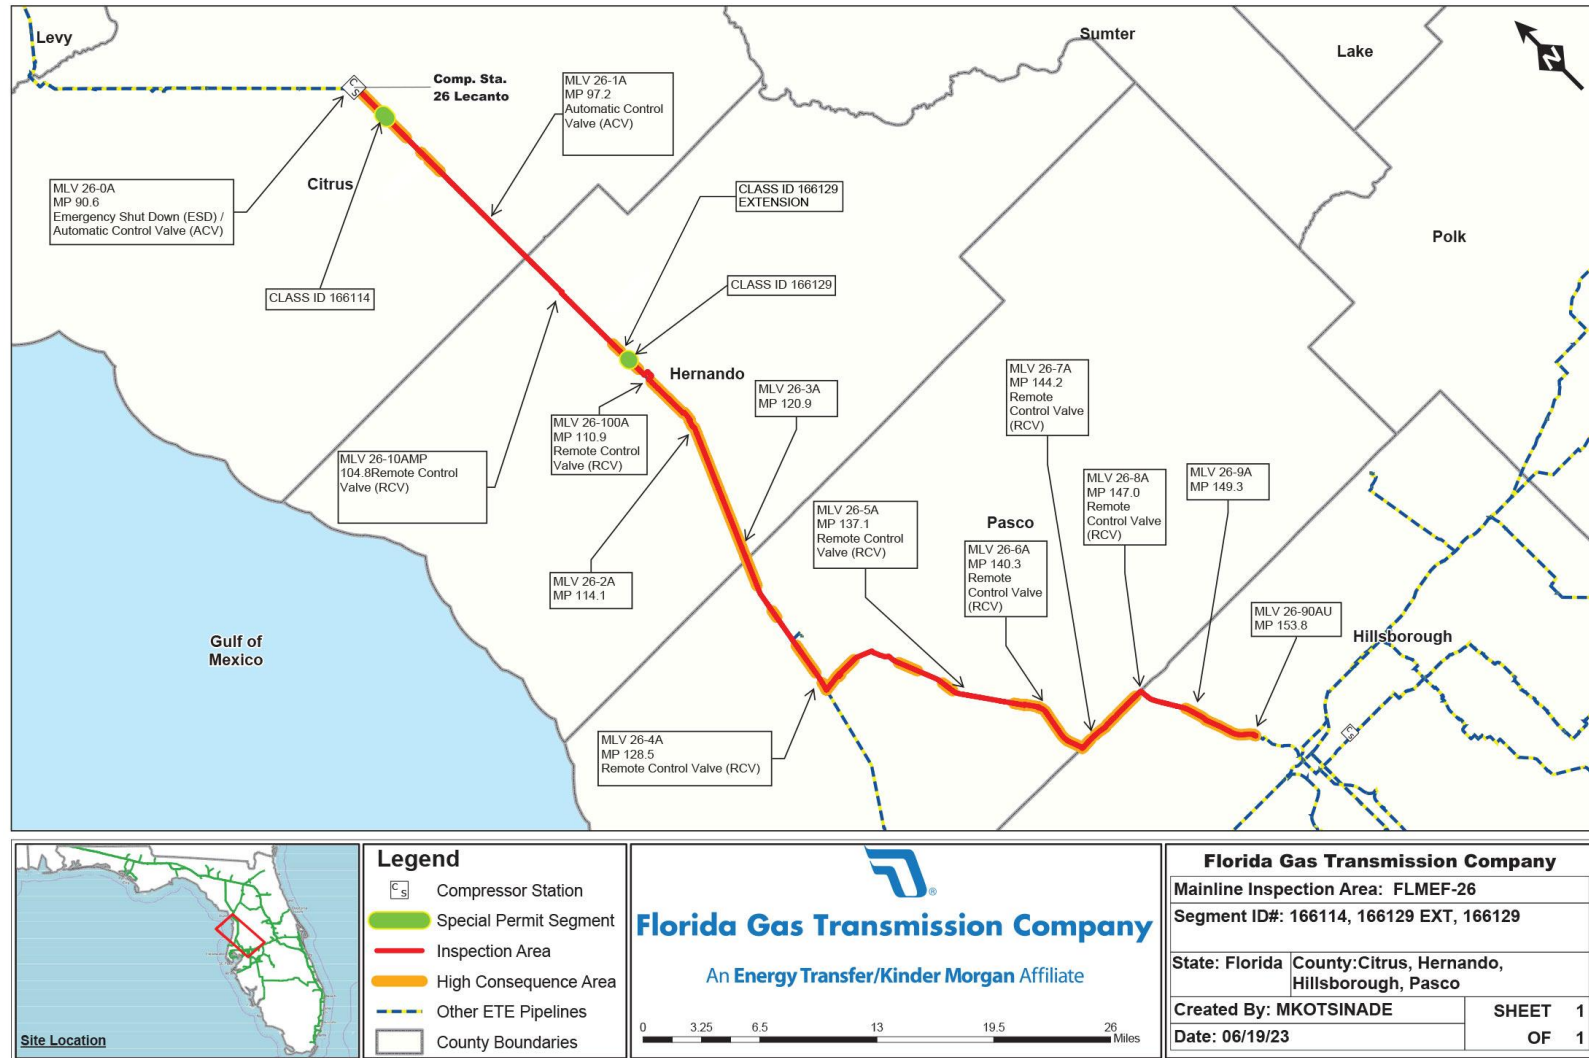 Levy
Sumter
Lake
N
C S
Comp. Sta.
26 Lecanto
MLV 26-1A
MP 97.2
Automatic Control
Valve (ACV)
Citrus
MLV 26-0A
MP 90.6
Emergency Shut Down (ESD) /
Automatic Control Valve (ACV)
CLASS ID 166129
EXTENSION
Polk
CLASS ID 166114
CLASS ID 166129
Hernando
MLV 26-7A
MP 144.2
Remote
Control Valve
(RCV)
MLV 26-3A
MP 120.9
MLV 26-100A
MP 110.9
Remote Control
Valve (RCV)
MLV 26-10AMP
104.8Remote Control
Valve (RCV)
MLV 26-8A
MP 147.0
Remote
Control Valve
(RCV)
MLV 26-9A
MP 149.3
MLV 26-5A
MP 137.1
Remote Control
Valve (RCV)
Pasco
MLV 26-6A
MP 140.3
Remote
Control Valve
(RCV)
MLV 26-2A
MP 114.1
MLV 26-90AU
MP 153.8
Hillsborough
Gulf of
Mexico
MLV 26-4A
MP 128.5
Remote Control Valve (RCV)
C S
Site Location
Legend
C S Compressor Station
Special Permit Segment
Inspection Area
High Consequence Area
Other ETE Pipelines
County Boundaries
®
Florida Gas Transmission Company
An Energy Transfer/Kinder Morgan Affiliate
0 3.25 6.5 13 19.5 26
Miles
Florida Gas Transmission Company
Mainline Inspection Area: FLMEF-26
Segment ID#: 166114, 166129 EXT, 166129
State: Florida
County:Citrus, Hernando,
Hillsborough, Pasco
Created By: MKOTSINADE
SHEET 1
Date: 06/19/23
OF 1